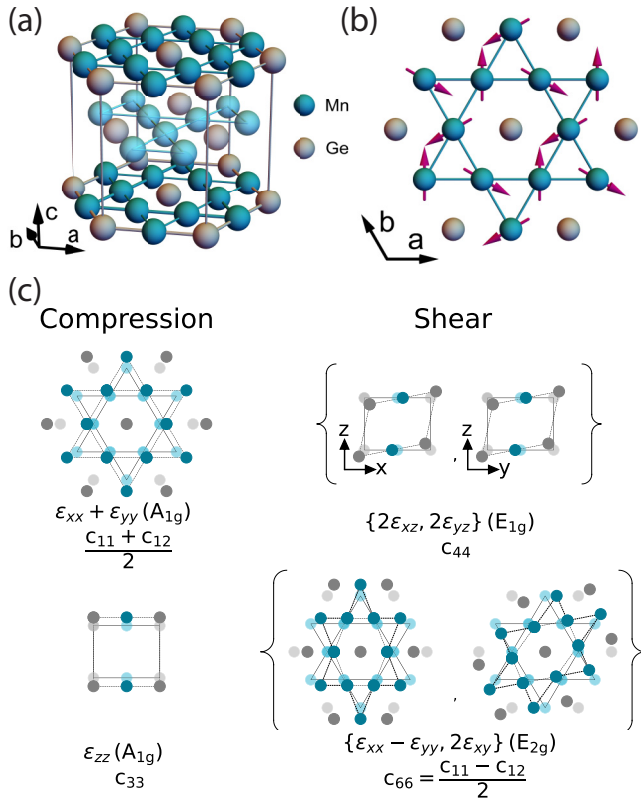 (a)
(b)
Mn
Ge
c
b
a
b
a
(c)
Compression
Shear
z
x
,
z
y
εxx + εyy (A1g)
c11 + c12
2
{2εxz, 2εyz} (E1g)
c44
,
εzz (A1g)
c33
{εxx − εyy, 2εxy} (E2g)
c66 = c11 − c12
2